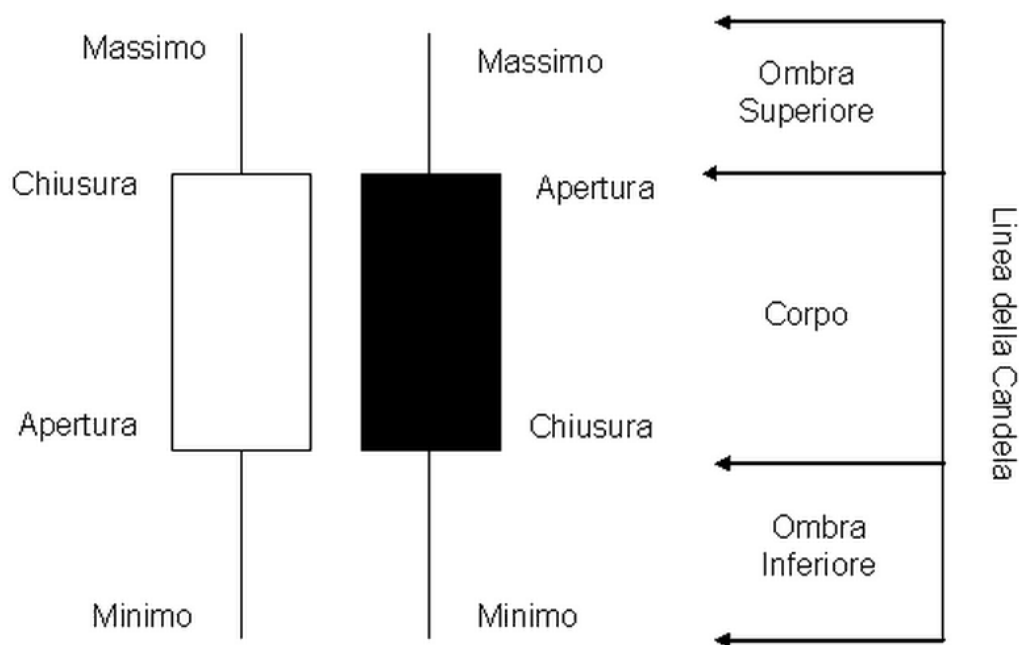 Massimo
Massimo
Ombra
Superiore
Chiusura
Apertura
Corpo
Linea della Candela
Apertura
Chiusura
Ombra
Inferiore
Minimo
Minimo